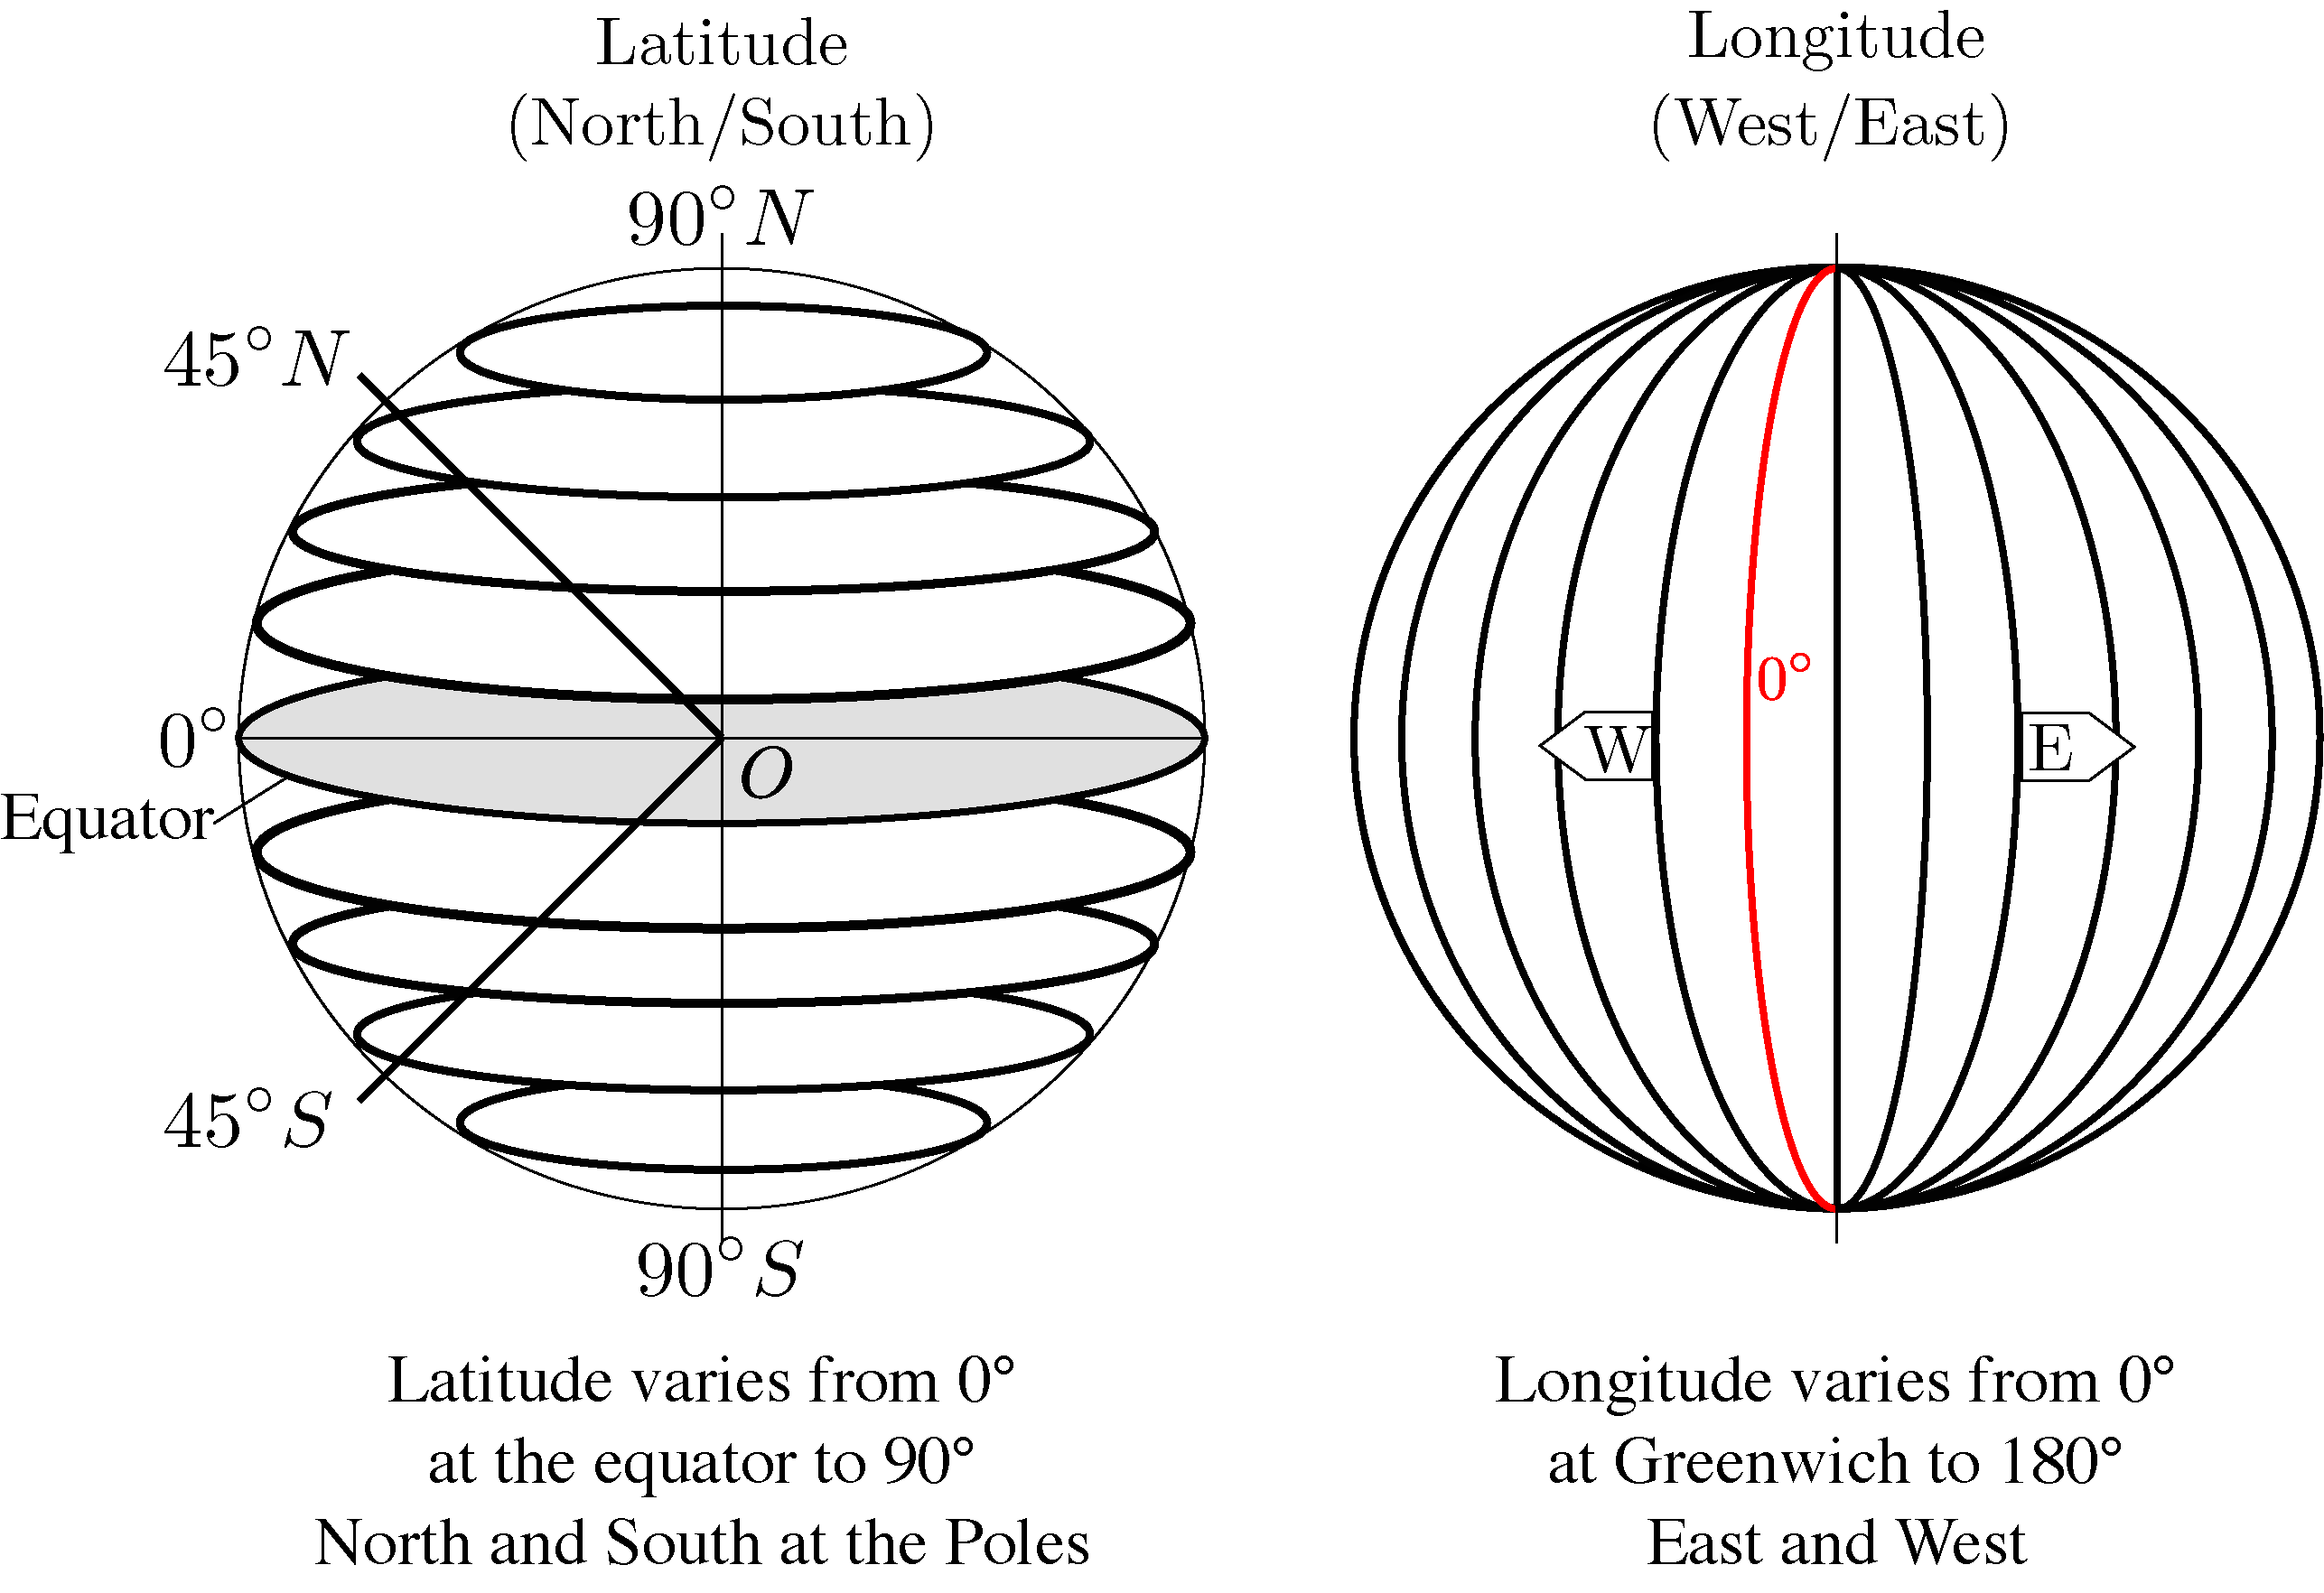 Latitude
(North/South)
90° N
45° N
0°
Equator
O
45° S
90° S
Latitude varies from 0°
at the equator to 90°
North and South at the Poles
Longitude
(West/East)
0°
W
E
Longitude varies from 0°
at Greenwich to 180°
East and West